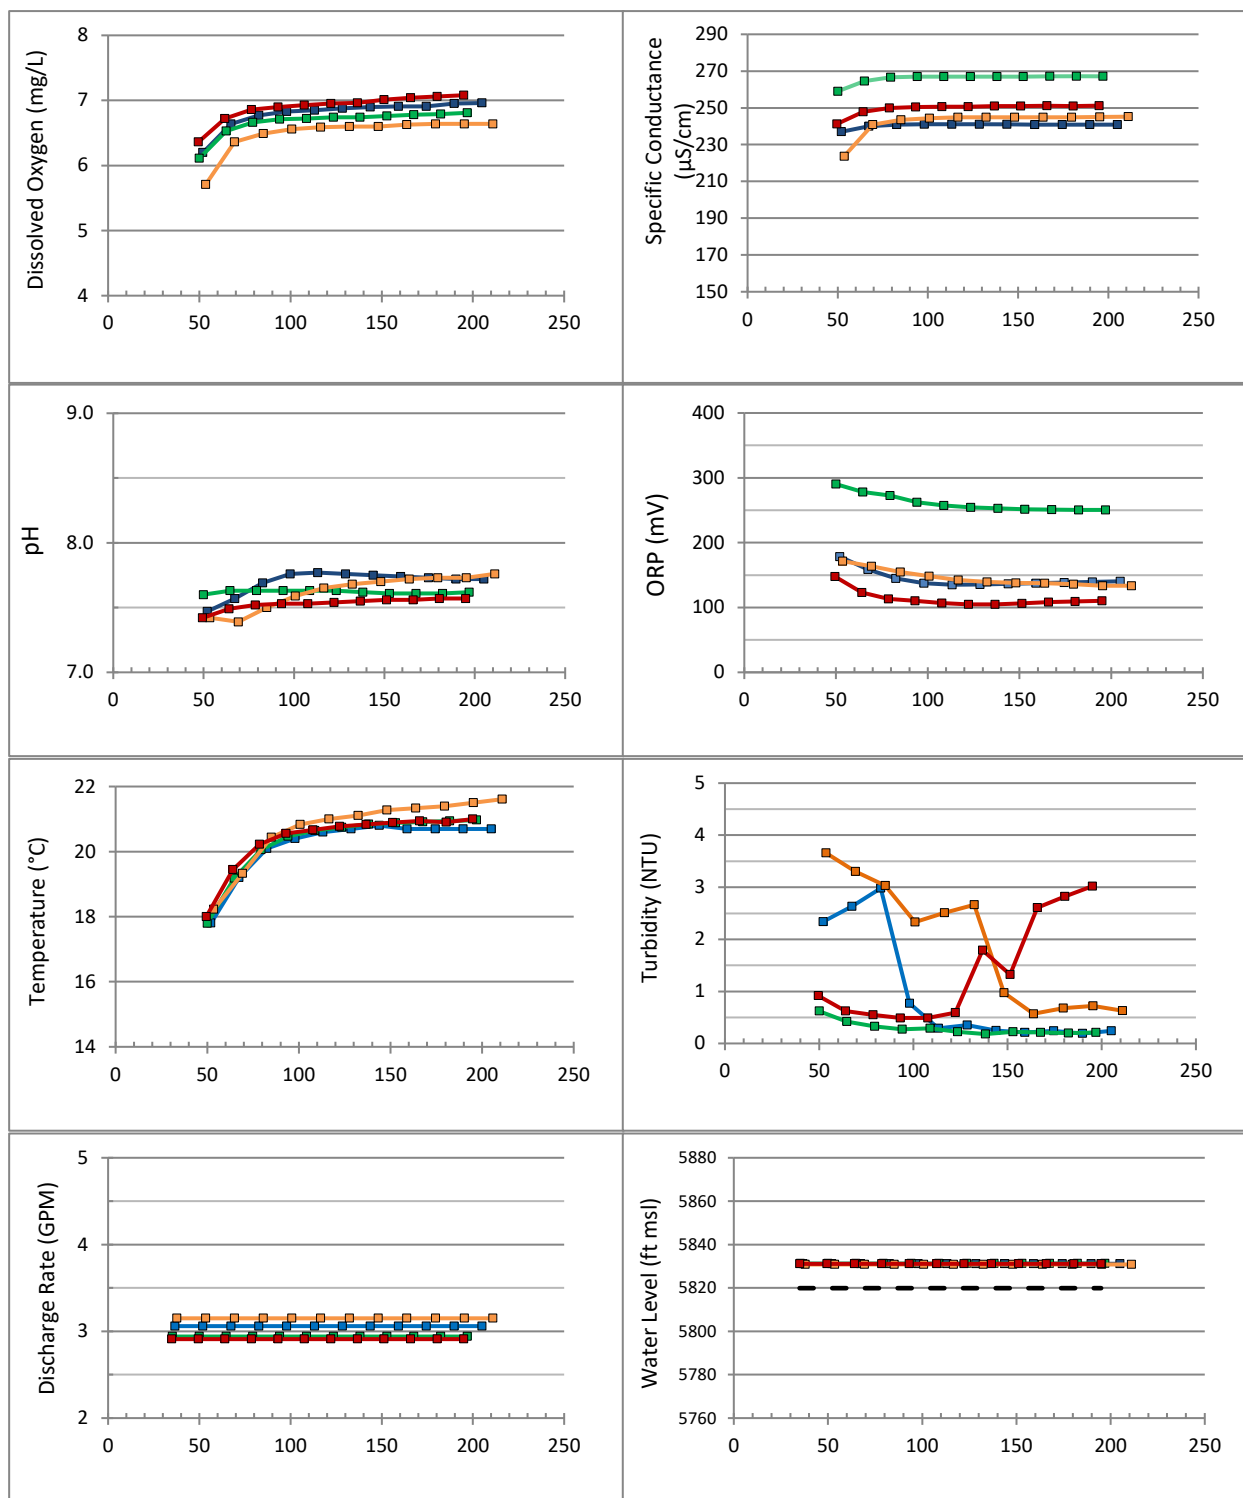 8
7
6
5
4
0 50 100 150 200 250
Dissolved Oxygen (mg/L)
290
270
250
230
210
190
170
150
0 50 100 150 200 250
Specific Conductance
(µS/cm)
9.0
8.0
7.0
0 50 100 150 200 250
pH
400
300
200
100
0
0 50 100 150 200 250
ORP (mV)
22
20
18
16
14
0 50 100 150 200 250
Temperature (°C)
5
4
3
2
1
0
0 50 100 150 200 250
Turbidity (NTU)
5
4
3
2
0 50 100 150 200 250
Discharge Rate (GPM)
5880
5860
5840
5820
5800
5780
5760
0 50 100 150 200 250
Water Level (ft msl)